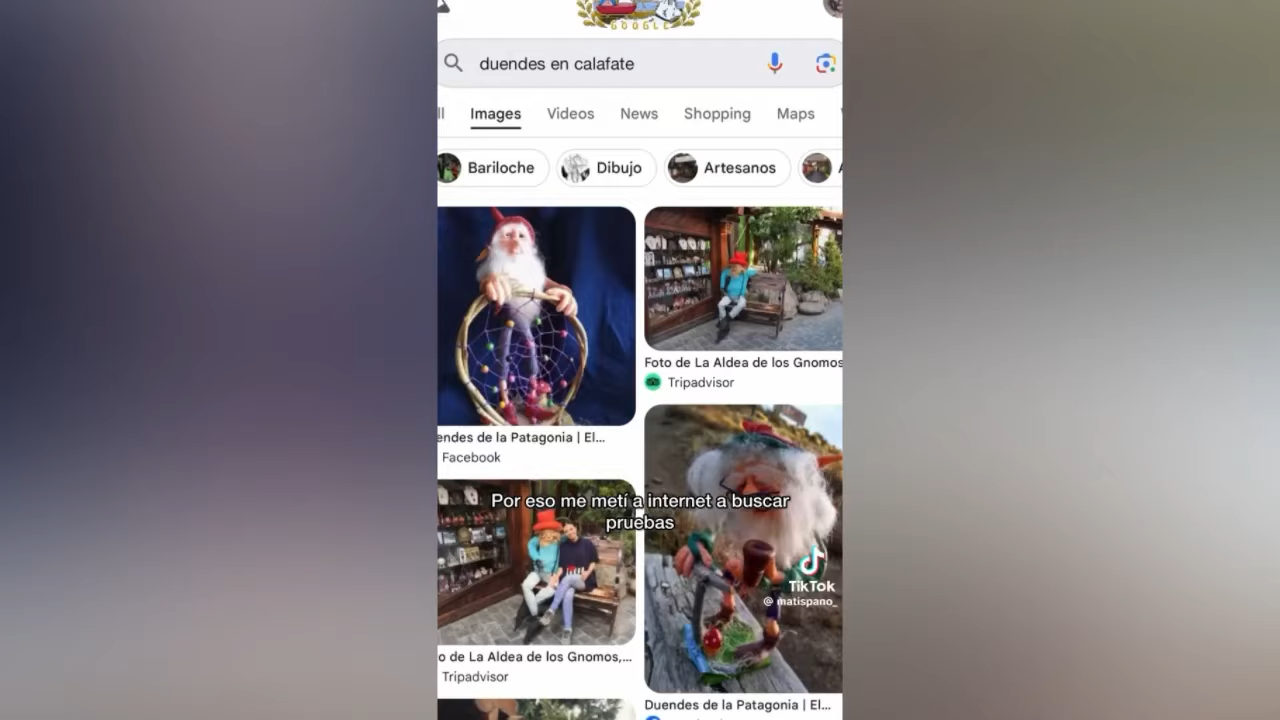 GOOGLE
duendes en calafate
Images Videos News Shopping Maps
Bariloche Dibujo Artesanos
Foto de La Aldea de los Gnomos
Tripadvisor
endes de la Patagonia | El...
Facebook
Por eso me metí a internet a buscar
pruebas
TikTok
@ matispano_
o de La Aldea de los Gnomos,...
Tripadvisor
Duendes de la Patagonia | El...